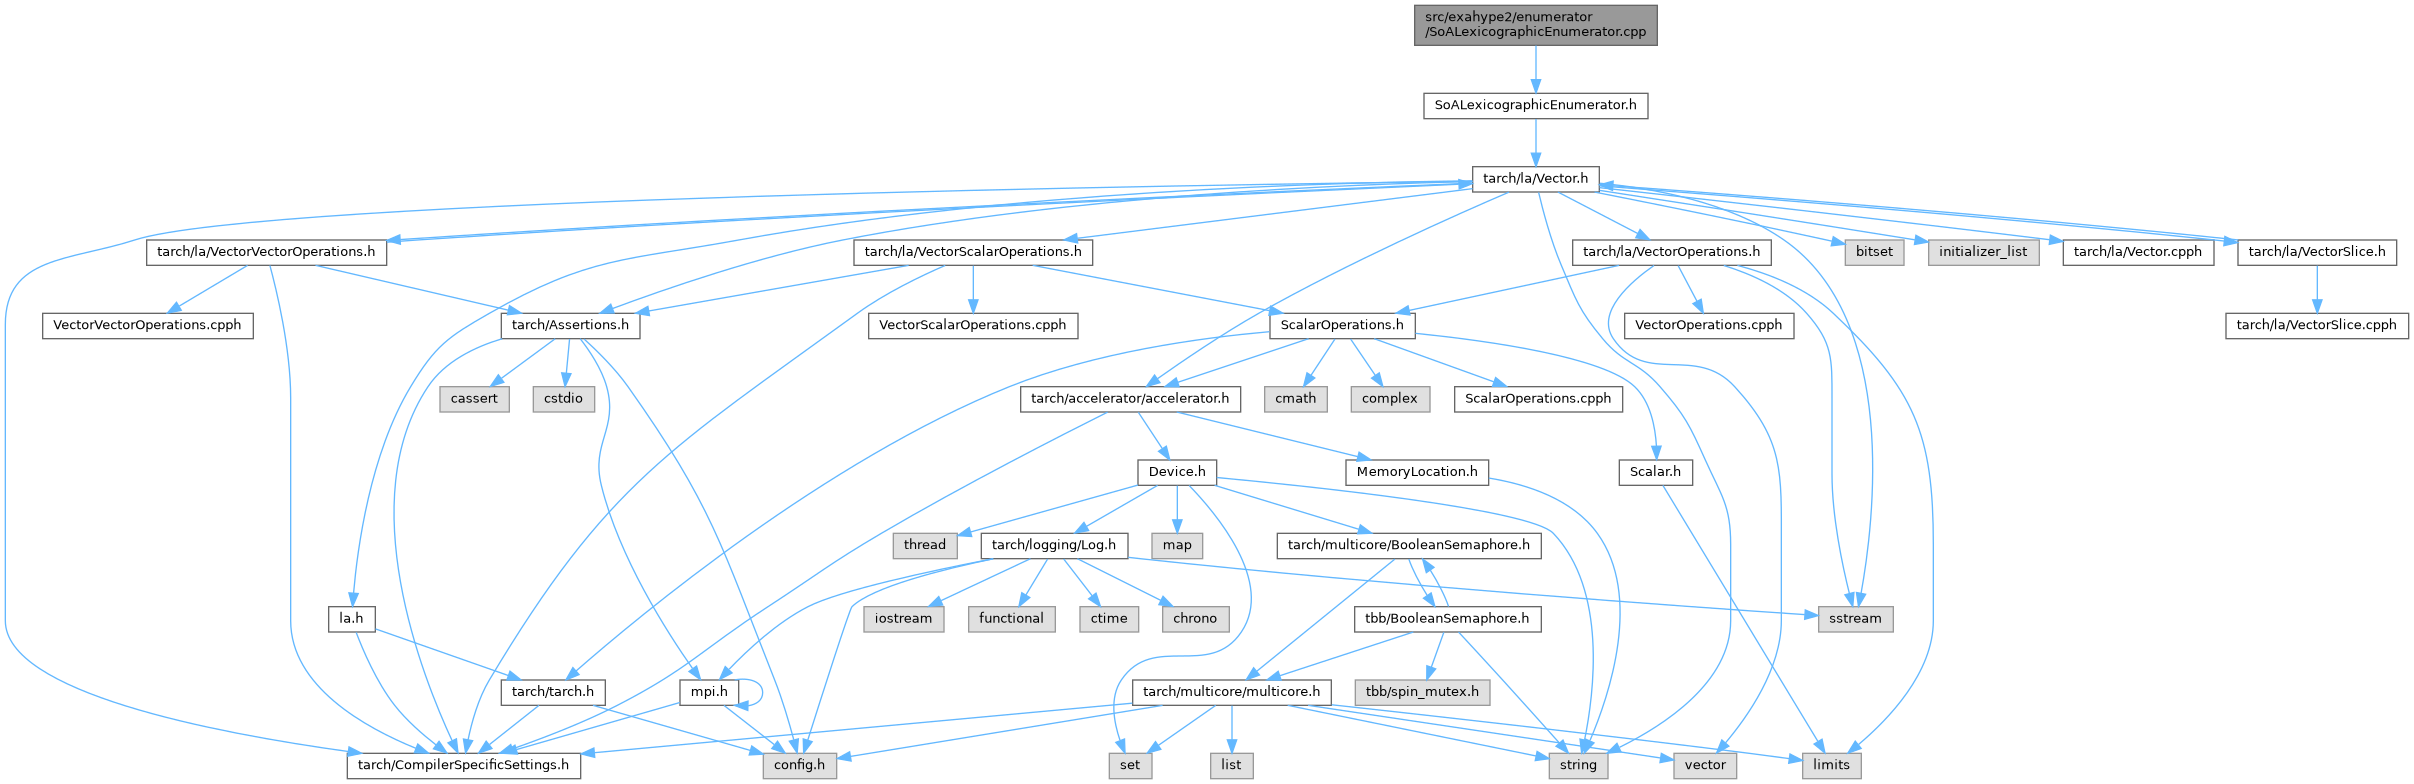 src/exahype2/enumerator
/SoALexicographicEnumerator.cpp
SoALexicographicEnumerator.h
tarch/la/Vector.h
tarch/la/VectorVectorOperations.h
tarch/la/VectorScalarOperations.h
tarch/la/VectorOperations.h
bitset
initializer_list
tarch/la/Vector.cpph
tarch/la/VectorSlice.h
VectorVectorOperations.cpph
tarch/Assertions.h
VectorScalarOperations.cpph
ScalarOperations.h
VectorOperations.cpph
tarch/la/VectorSlice.cpph
cassert
cstdio
tarch/accelerator/accelerator.h
cmath
complex
ScalarOperations.cpph
Device.h
MemoryLocation.h
Scalar.h
thread
tarch/logging/Log.h
map
tarch/multicore/BooleanSemaphore.h
la.h
iostream
functional
ctime
chrono
tbb/BooleanSemaphore.h
sstream
tarch/tarch.h
mpi.h
tarch/multicore/multicore.h
tbb/spin_mutex.h
tarch/CompilerSpecificSettings.h
config.h
set
list
string
vector
limits